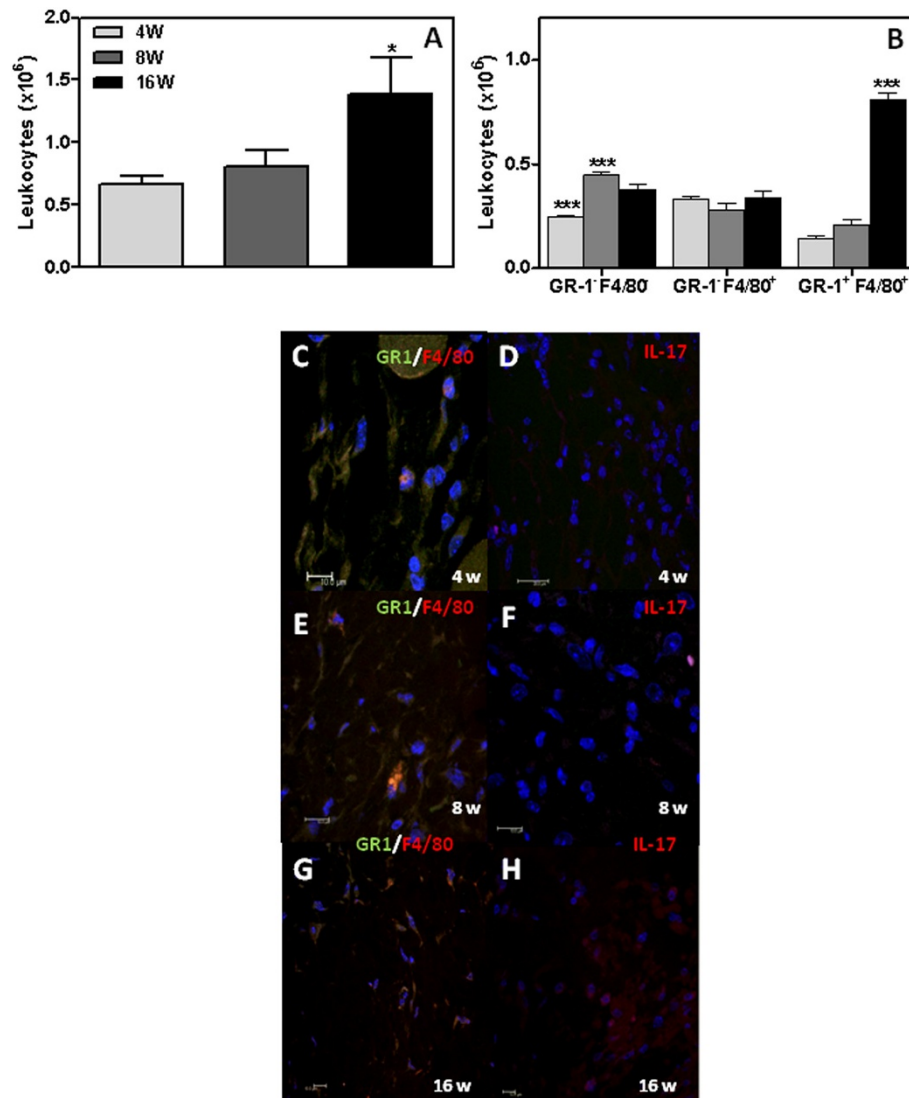 A
Leukocytes (x10⁶)
2.0
1.5
1.0
0.5
0.0
4W
8W
16W
*
B
Leukocytes (x10⁶)
1.0
0.5
0.0
***
***
***
GR-1⁻F4/80⁻
GR-1⁻F4/80⁺
GR-1⁺F4/80⁺
C
GR1/F4/80
4 w
D
IL-17
4 w
E
GR1/F4/80
8 w
F
IL-17
8 w
G
GR1/F4/80
16 w
H
IL-17
16 w